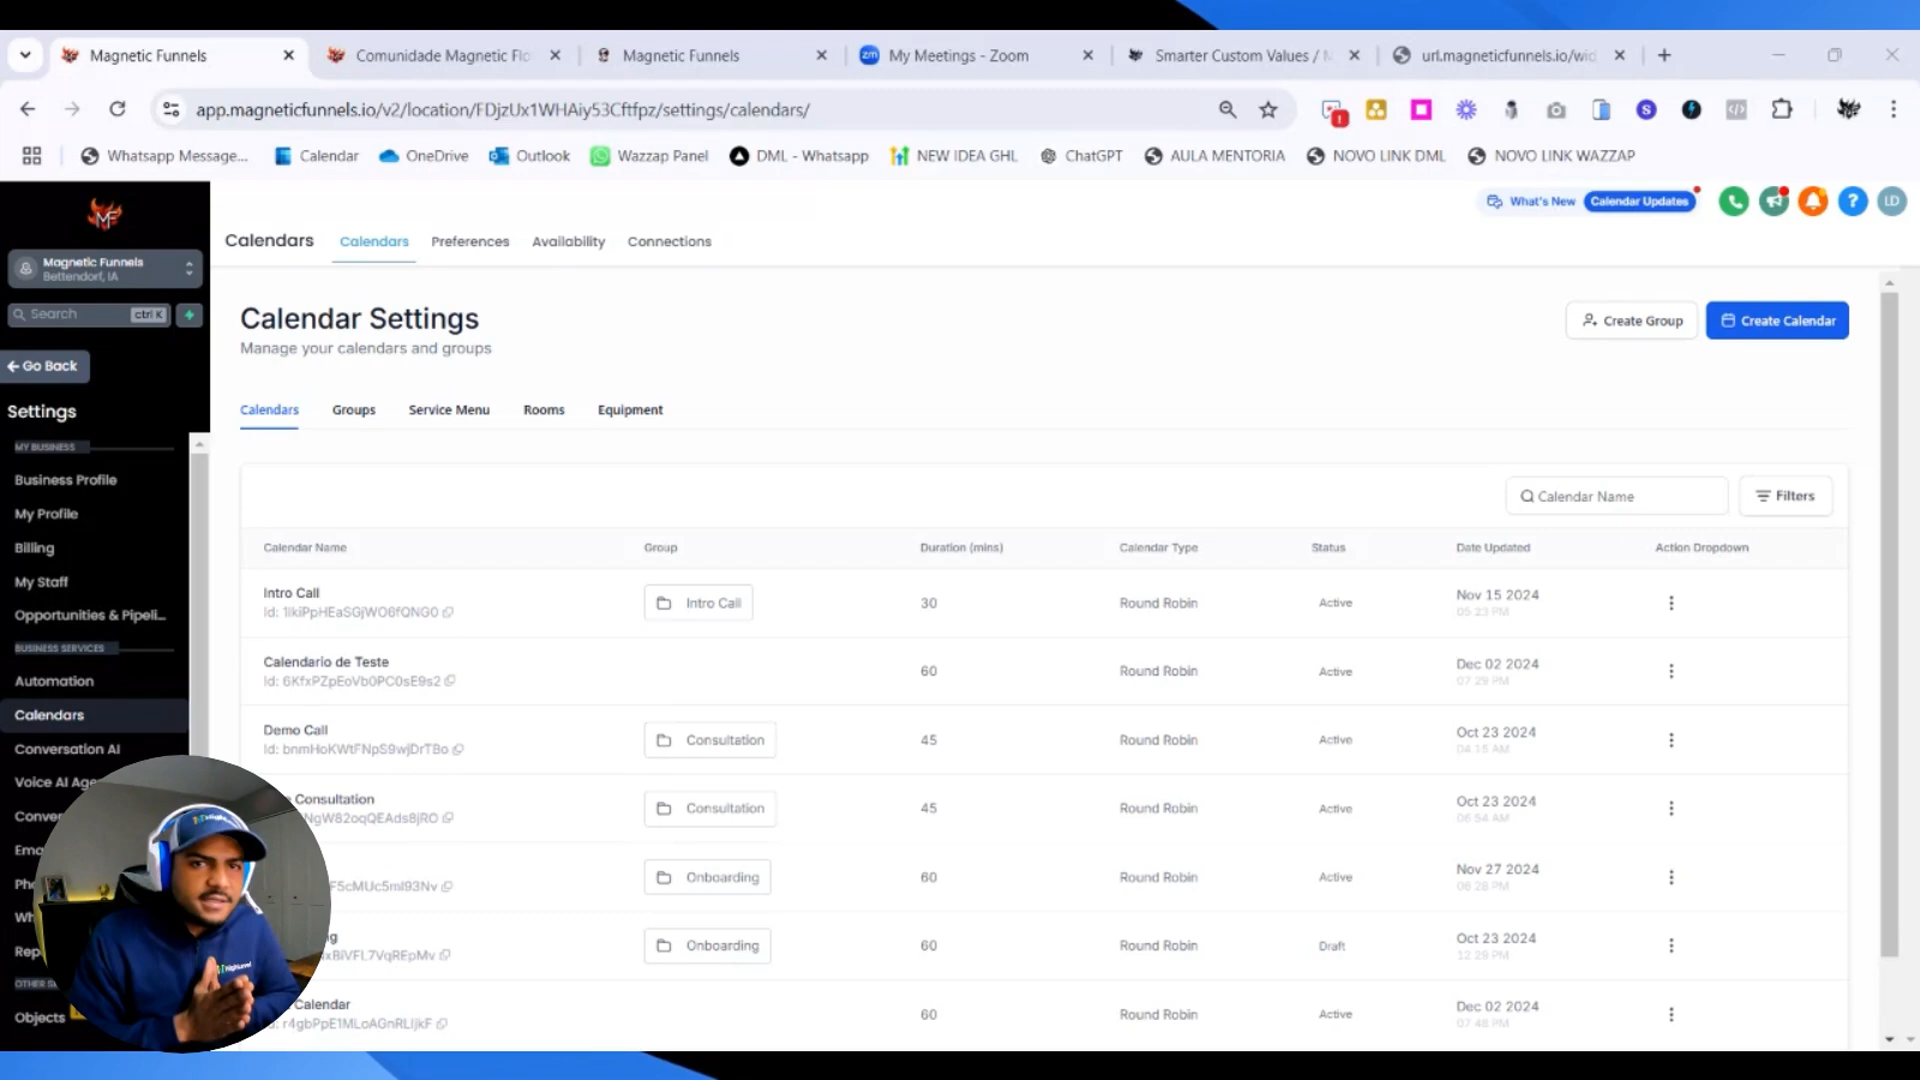 Magnetic Funnels
Comunidade Magnetic Flo
Magnetic Funnels
zm My Meetings - Zoom
Smarter Custom Values /
url.magneticfunnels.io/wid
app.magneticfunnels.io/v2/location/FDjzUx1WHAiy53Cftfpz/settings/calendars/
Whatsapp Message...
Calendar
OneDrive
Outlook
Wazzap Panel
DML - Whatsapp
NEW IDEA GHL
ChatGPT
AULA MENTORIA
NOVO LINK DML
NOVO LINK WAZZAP
MF
Magnetic Funnels
Bettendorf, IA
Search ctrl K
Go Back
Settings
MY BUSINESS
Business Profile
My Profile
Billing
My Staff
Opportunities & Pipeli...
BUSINESS SERVICES
Automation
Calendars
Conversation AI
Voice AI Age
Conver
Ema
Pho
Wh
Rep
OTHER S
Objects
What's New Calendar Updates
? LD
Calendars Calendars Preferences Availability Connections
Calendar Settings
Manage your calendars and groups
Create Group
Create Calendar
Calendars Groups Service Menu Rooms Equipment
Calendar Name
Filters
Calendar Name Group Duration (mins) Calendar Type Status Date Updated Action Dropdown
Intro Call Intro Call 30 Round Robin Active Nov 15 2024
Id: 1IkiPpHEaSGjWO6fQNG0 05:23 PM
Calendario de Teste 60 Round Robin Active Dec 02 2024
Id: 6KfxPZpEoVb0PC0sE9s2 07:29 PM
Demo Call Consultation 45 Round Robin Active Oct 23 2024
Id: bnmHoKWtFNpS9wjDrTBo 04:15 AM
Consultation Consultation 45 Round Robin Active Oct 23 2024
NgW82oqQEAds8jRO 06:54 AM
Onboarding 60 Round Robin Active Nov 27 2024
F5cMUc5mI93Nv 06:28 PM
g Onboarding 60 Round Robin Draft Oct 23 2024
xBiVFL7VqREpMv 12:29 PM
Calendar 60 Round Robin Active Dec 02 2024
r4gbPpE1MLoAGnRLIjkF 07:48 PM